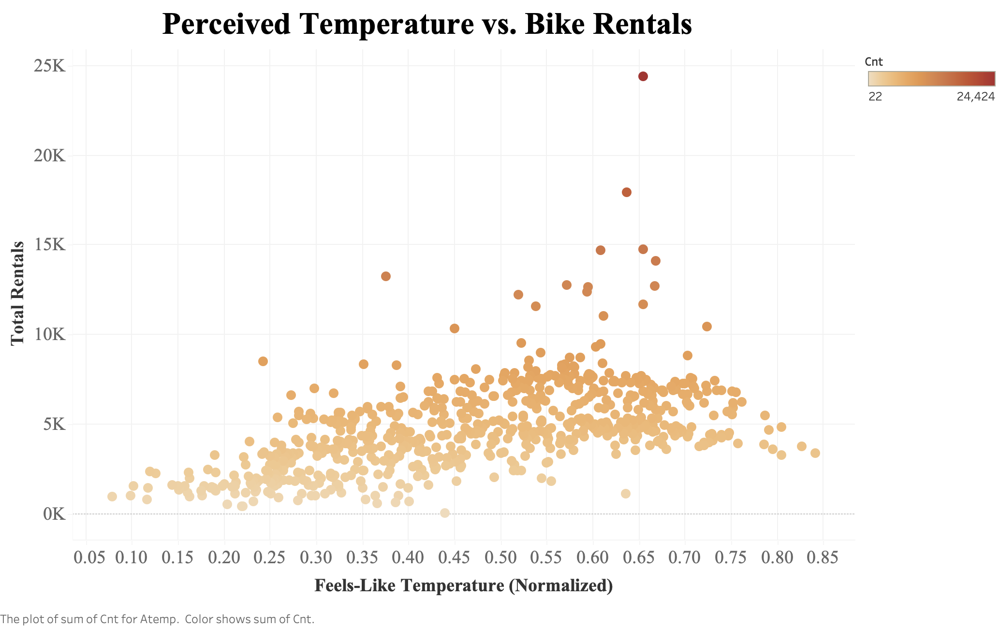 Perceived Temperature vs. Bike Rentals
Cnt
22 24,424
Total Rentals
25K
20K
15K
10K
5K
0K
0.05 0.10 0.15 0.20 0.25 0.30 0.35 0.40 0.45 0.50 0.55 0.60 0.65 0.70 0.75 0.80 0.85
Feels-Like Temperature (Normalized)
The plot of sum of Cnt for Atemp. Color shows sum of Cnt.